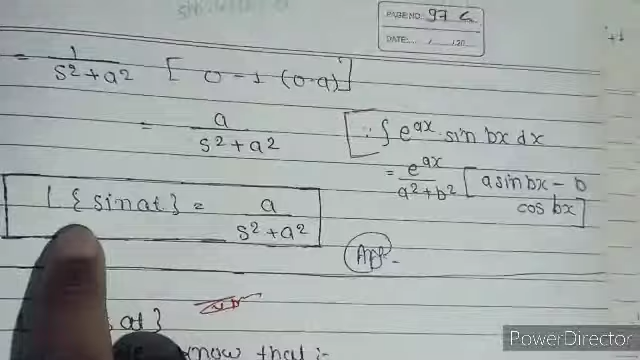 PAGE NO. 97
DATE
= 1/(s²+a²) [0 - 1 (0-a)]
= a/(s²+a²)
[∵ ∫ e^{ax} . sin bx dx
= e^{ax}/(a²+b²) [a sin bx - b cos bx]
L{sin at} = a/(s²+a²)
at}
know that :-
PowerDirector